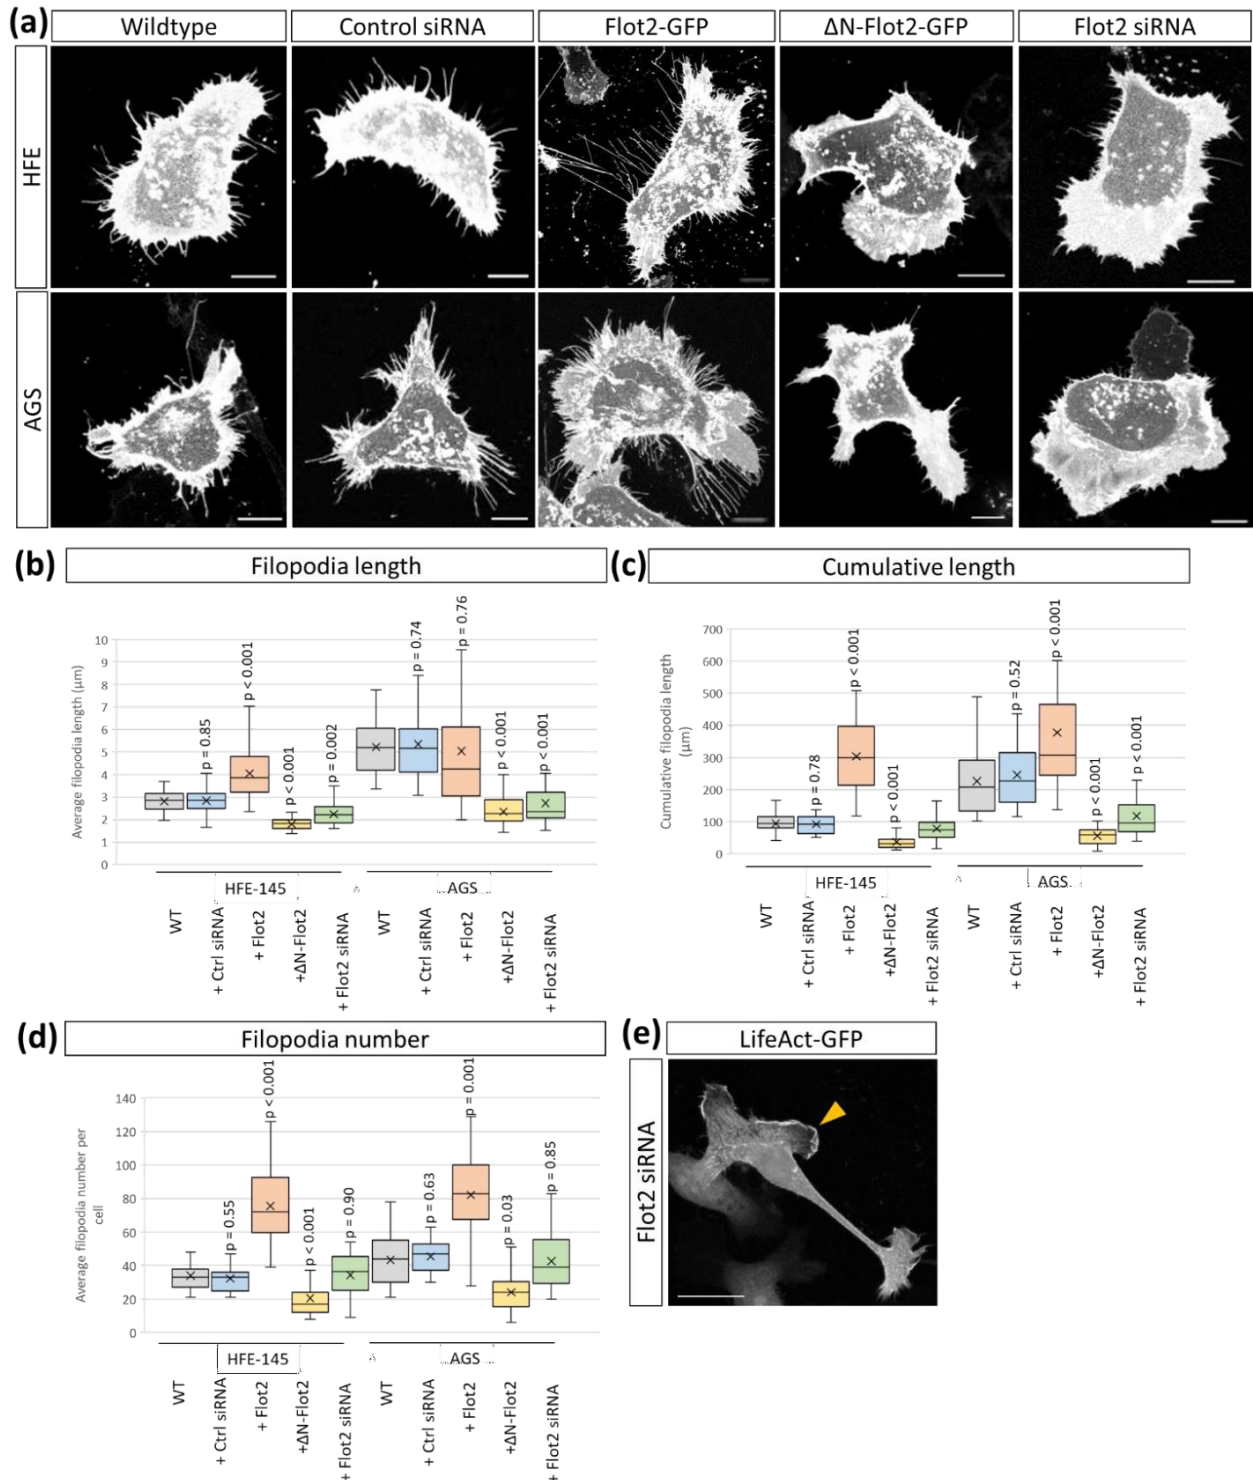 (a)
Wildtype
Control siRNA
Flot2-GFP
ΔN-Flot2-GFP
Flot2 siRNA
HFE
AGS
(b)
Filopodia length
Average filopodia length (µm)
10
9
8
7
6
5
4
3
2
1
0
p = 0.85
p < 0.001
p < 0.001
p = 0.002
p = 0.74
p = 0.76
p < 0.001
p < 0.001
HFE-145
AGS
WT
+ Ctrl siRNA
+ Flot2
+ΔN-Flot2
+ Flot2 siRNA
WT
+ Ctrl siRNA
+ Flot2
+ΔN-Flot2
+ Flot2 siRNA
(c)
Cumulative length
Cumulative filopodia length
(µm)
700
600
500
400
300
200
100
0
p = 0.78
p < 0.001
p < 0.001
p = 0.52
p < 0.001
p < 0.001
p < 0.001
HFE-145
AGS
WT
+ Ctrl siRNA
+ Flot2
+ΔN-Flot2
+ Flot2 siRNA
WT
+ Ctrl siRNA
+ Flot2
+ΔN-Flot2
+ Flot2 siRNA
(d)
Filopodia number
Average filopodia number per
cell
140
120
100
80
60
40
20
0
p = 0.55
p < 0.001
p < 0.001
p = 0.90
p = 0.63
p = 0.001
p = 0.03
p = 0.85
HFE-145
AGS
WT
+ Ctrl siRNA
+ Flot2
+ΔN-Flot2
+ Flot2 siRNA
WT
+ Ctrl siRNA
+ Flot2
+ΔN-Flot2
+ Flot2 siRNA
(e)
LifeAct-GFP
Flot2 siRNA